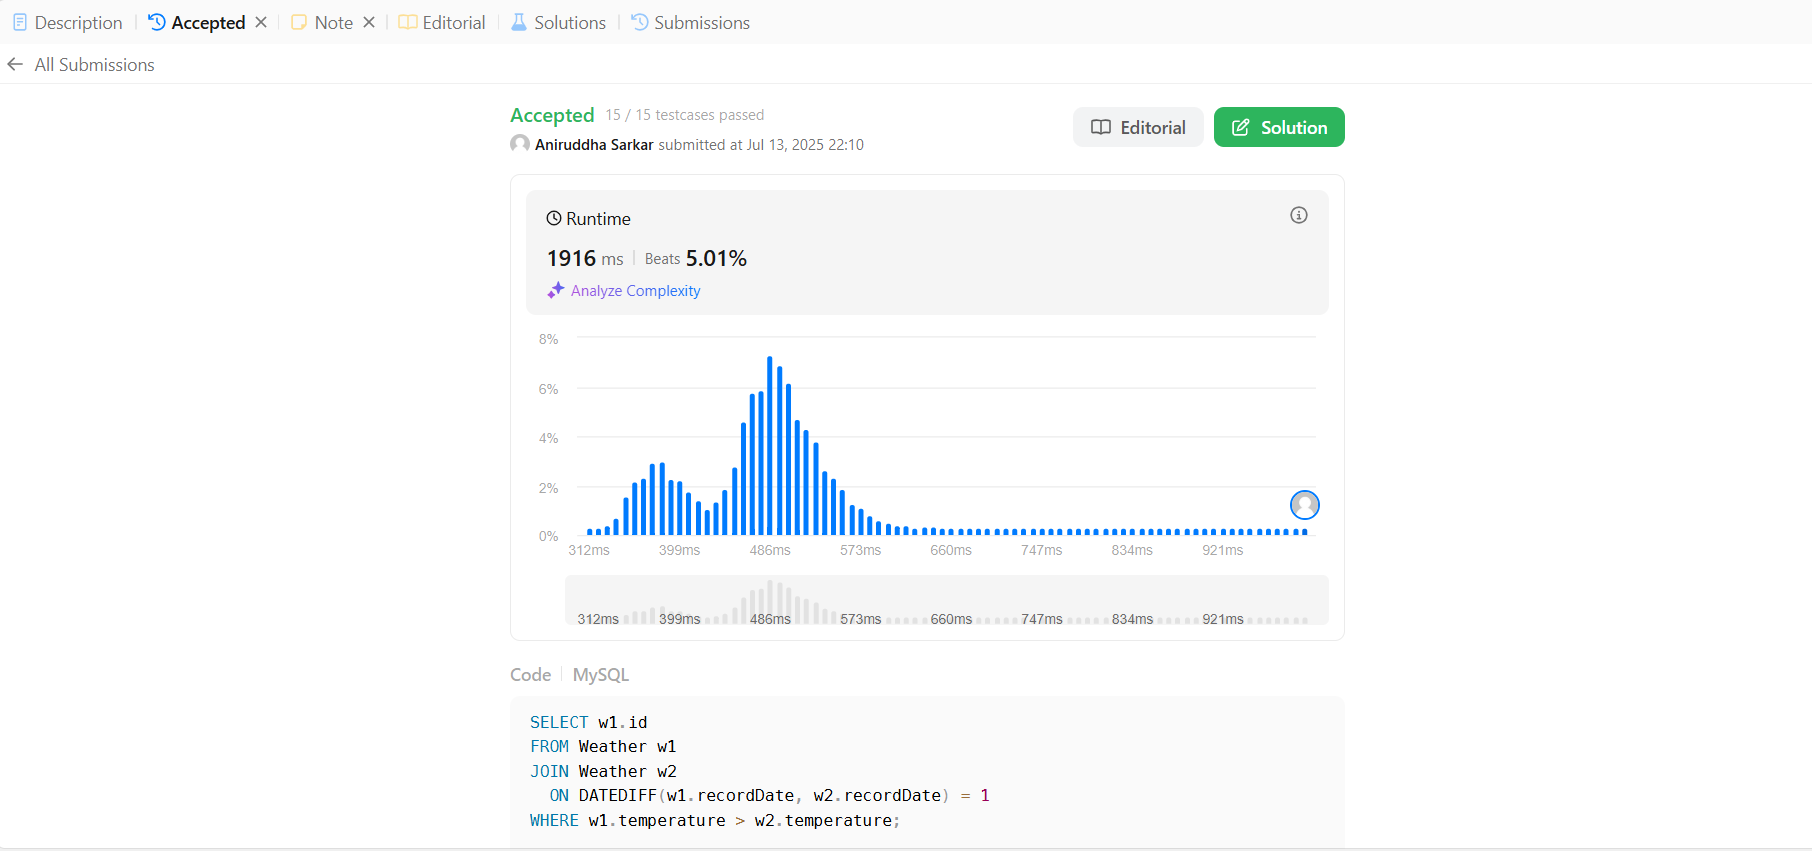 Description Accepted Note Editorial Solutions Submissions
All Submissions
Accepted 15 / 15 testcases passed
Aniruddha Sarkar submitted at Jul 13, 2025 22:10
Editorial
Solution
Runtime
1916 ms Beats 5.01%
Analyze Complexity
8%
6%
4%
2%
0%
312ms 399ms 486ms 573ms 660ms 747ms 834ms 921ms
312ms 399ms 486ms 573ms 660ms 747ms 834ms 921ms
Code MySQL
SELECT w1.id
FROM Weather w1
JOIN Weather w2
  ON DATEDIFF(w1.recordDate, w2.recordDate) = 1
WHERE w1.temperature > w2.temperature;